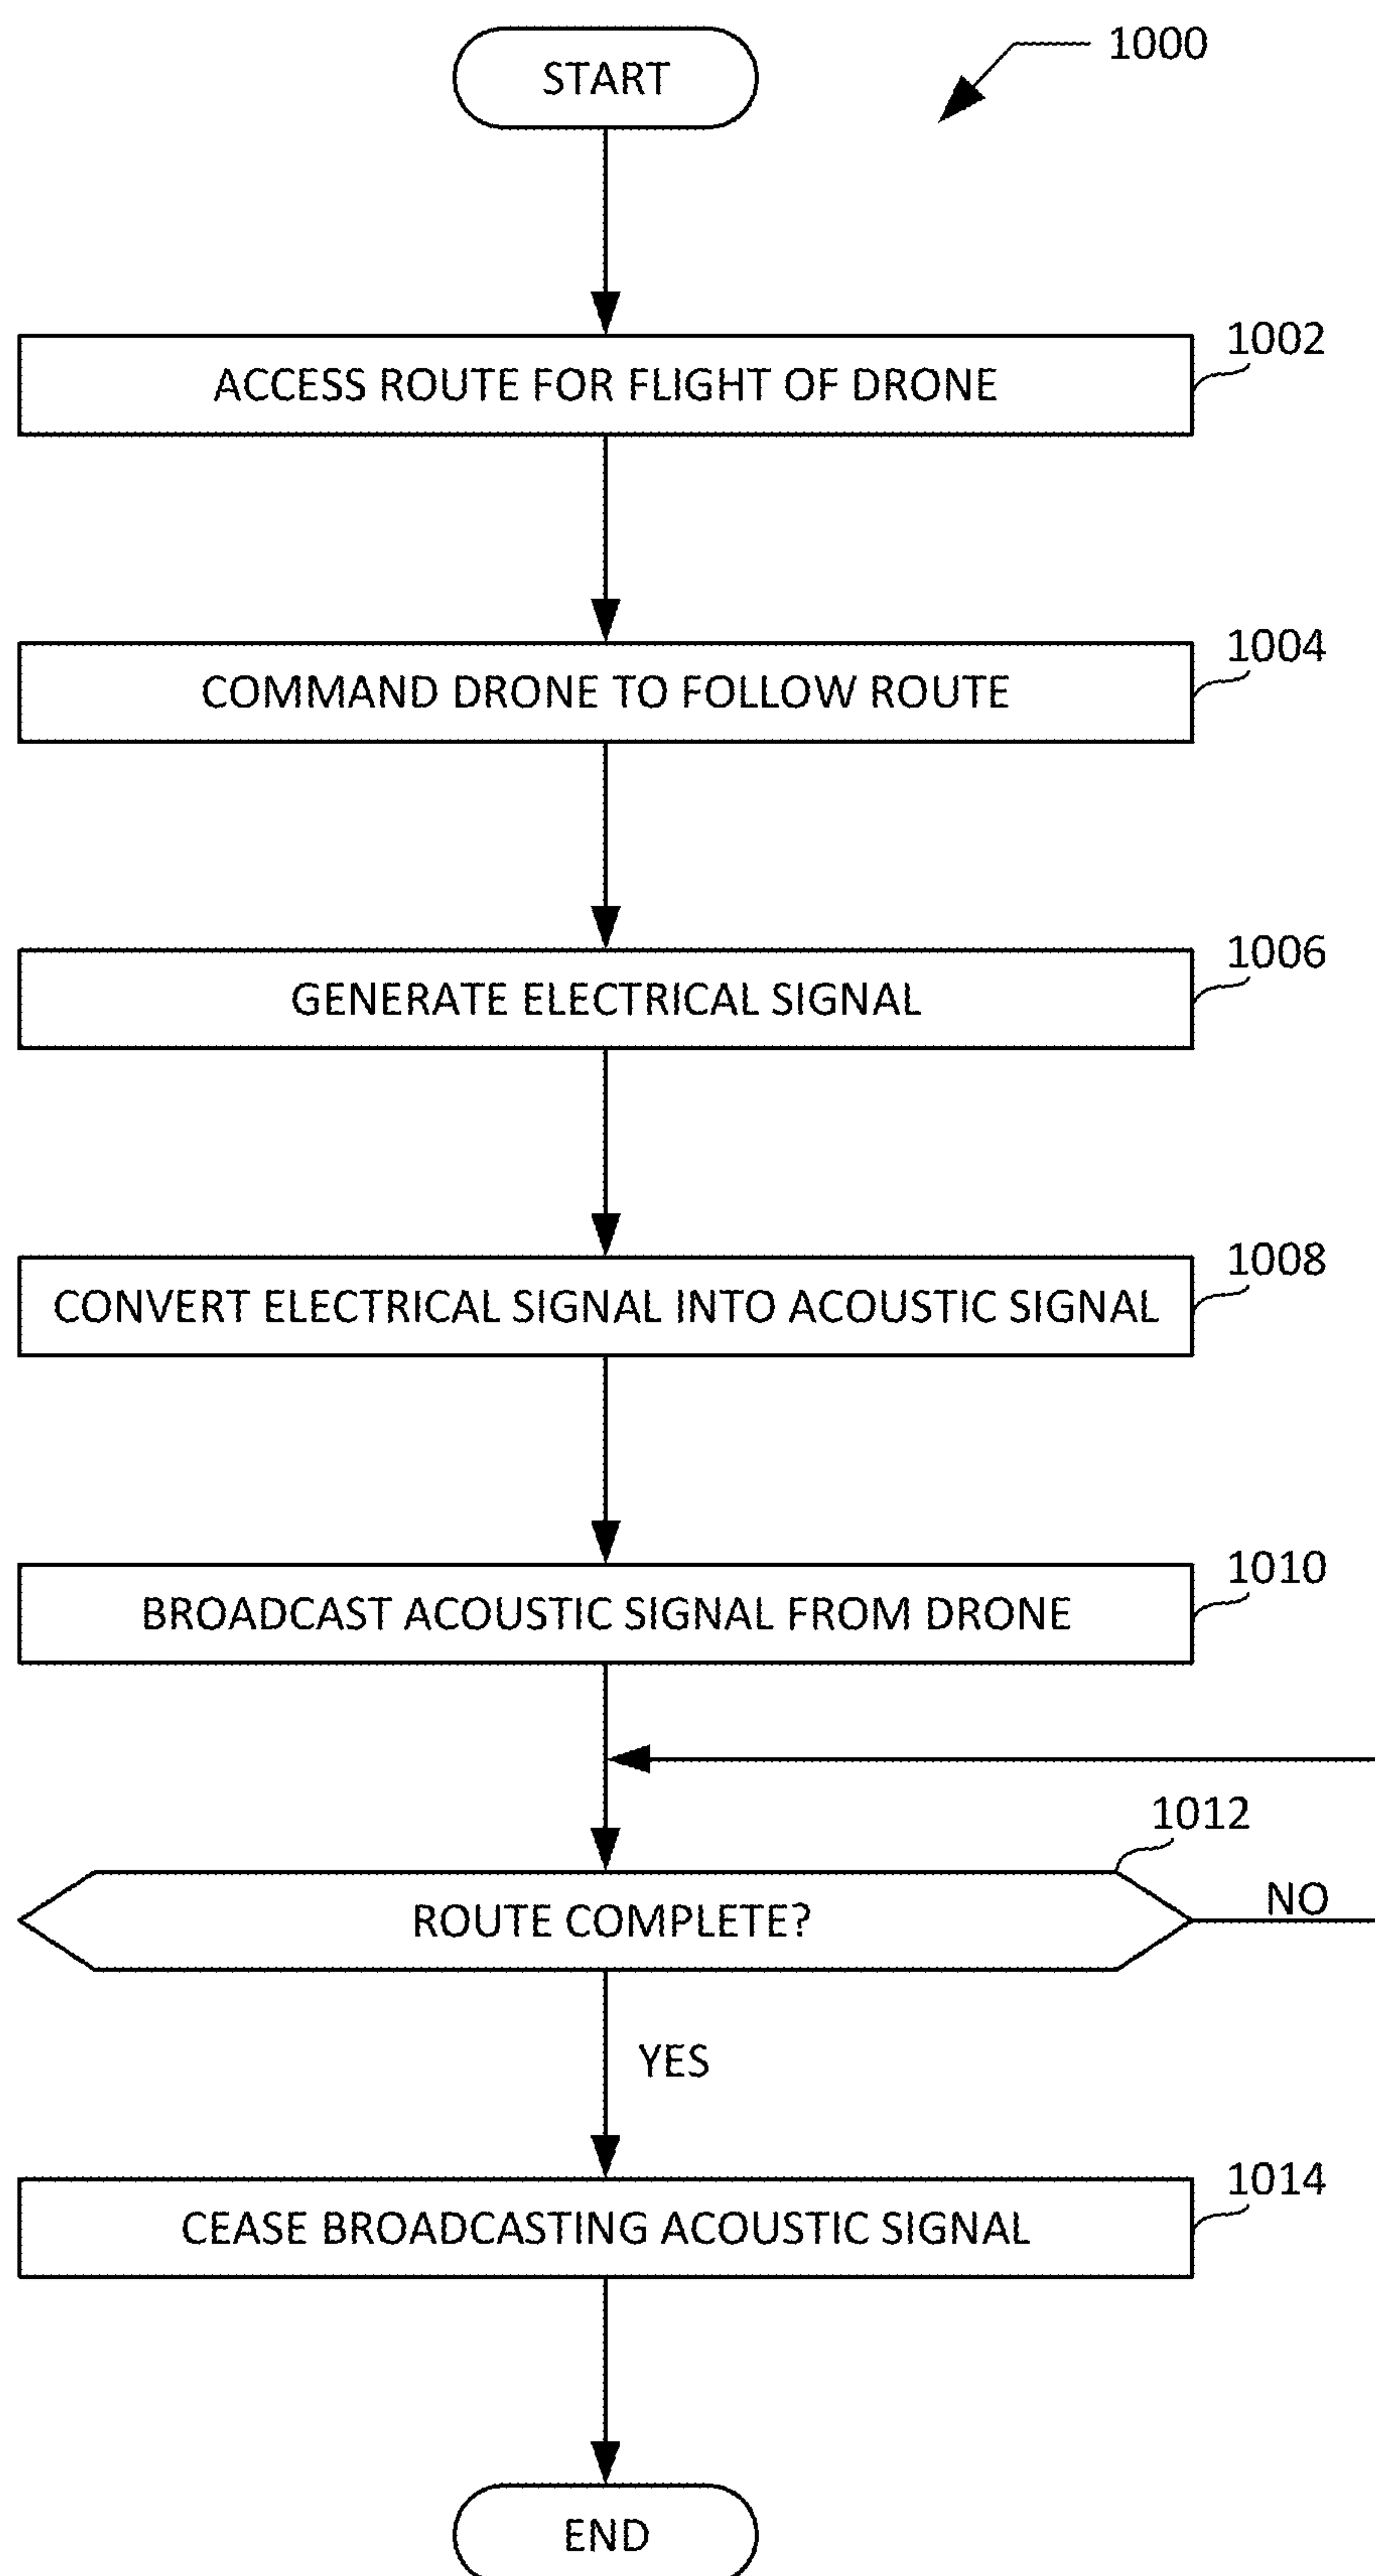 START
1000
1002
ACCESS ROUTE FOR FLIGHT OF DRONE
1004
COMMAND DRONE TO FOLLOW ROUTE
1006
GENERATE ELECTRICAL SIGNAL
1008
CONVERT ELECTRICAL SIGNAL INTO ACOUSTIC SIGNAL
1010
BROADCAST ACOUSTIC SIGNAL FROM DRONE
1012
ROUTE COMPLETE?
NO
YES
1014
CEASE BROADCASTING ACOUSTIC SIGNAL
END